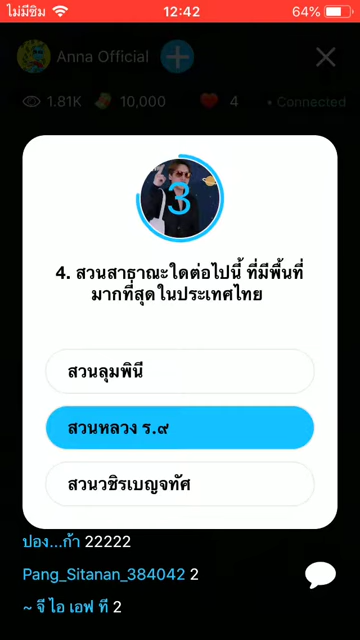 ไม่มีซิม 12:42 64%
Anna Official
1.81K 10,000 4 • Connected
3
4. สวนสาธาณะใดต่อไปนี้ ที่มีพื้นที่
มากที่สุดในประเทศไทย
สวนลุมพินี
สวนหลวง ร.๙
สวนวชิรเบญจทัศ
ปอง...ก้า 22222
Pang_Sitanan_384042 2
~ จี ไอ เอฟ ที 2